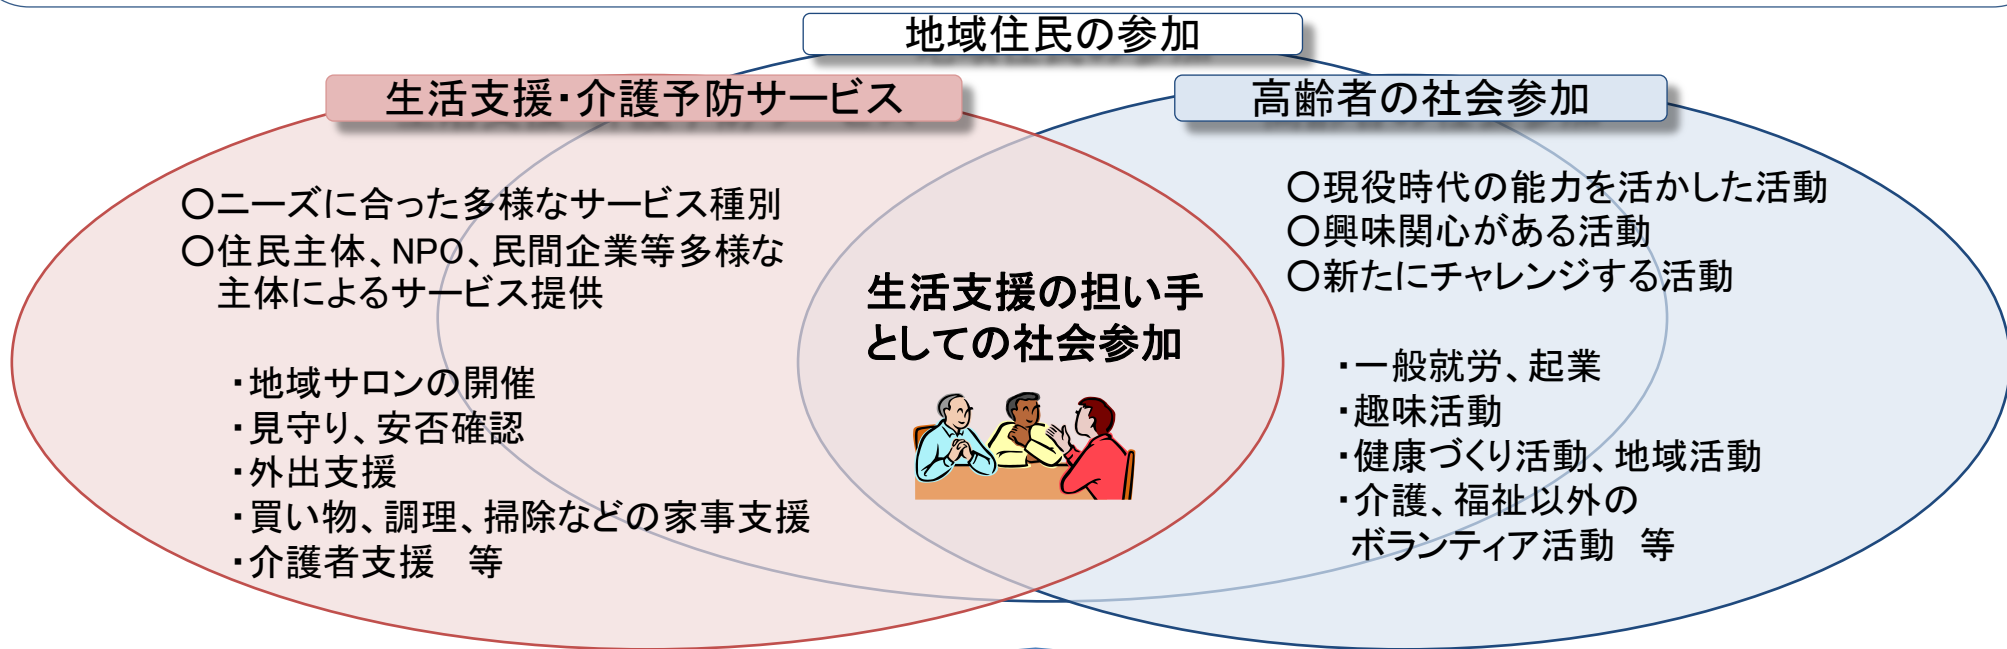 地域住民の参加
生活支援・介護予防サービス
〇ニーズに合った多様なサービス種別
〇住民主体、NPO、民間企業等多様な
主体によるサービス提供
・地域サロンの開催
・見守り、安否確認
・外出支援
・買い物、調理、掃除などの家事支援
・介護者支援　等
生活支援の担い手
としての社会参加
高齢者の社会参加
〇現役時代の能力を活かした活動
〇興味関心がある活動
〇新たにチャレンジする活動
・一般就労、起業
・趣味活動
・健康づくり活動、地域活動
・介護、福祉以外の
ボランティア活動　等